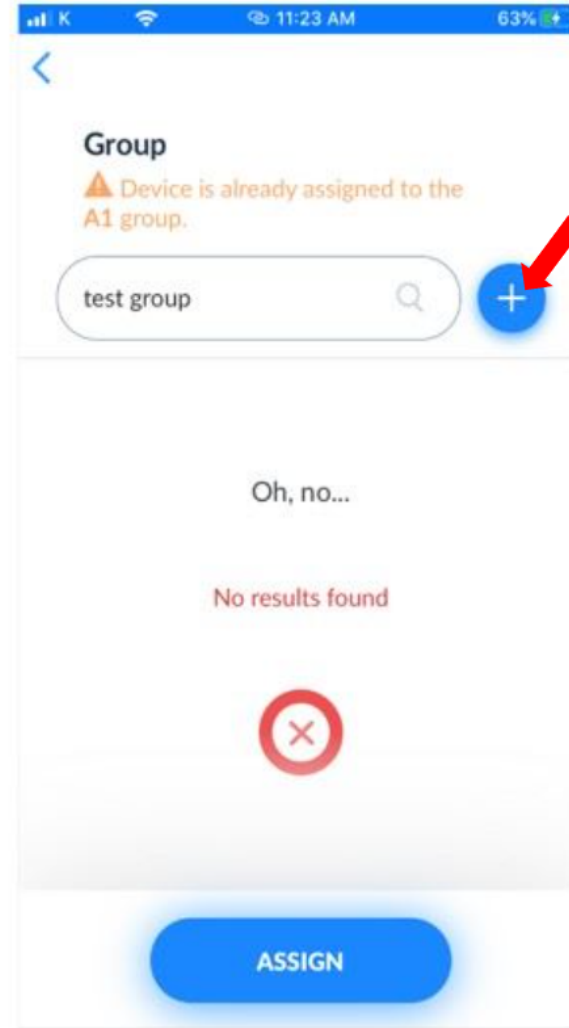 K 11:23 AM 63%
Group
Device is already assigned to the
A1 group.
test group
Oh, no...
No results found
ASSIGN